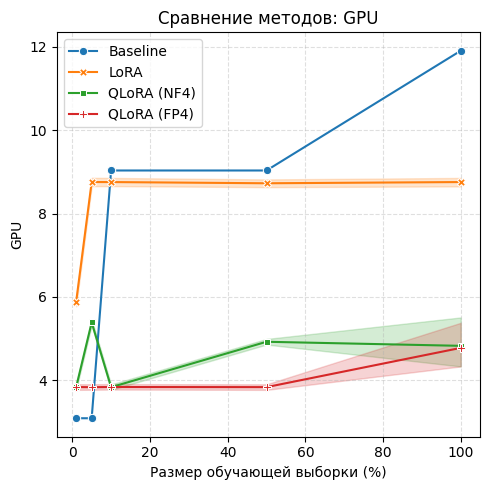 Сравнение методов: GPU
Baseline
LoRA
QLoRA (NF4)
QLoRA (FP4)
GPU
12
10
8
6
4
0 20 40 60 80 100
Размер обучающей выборки (%)